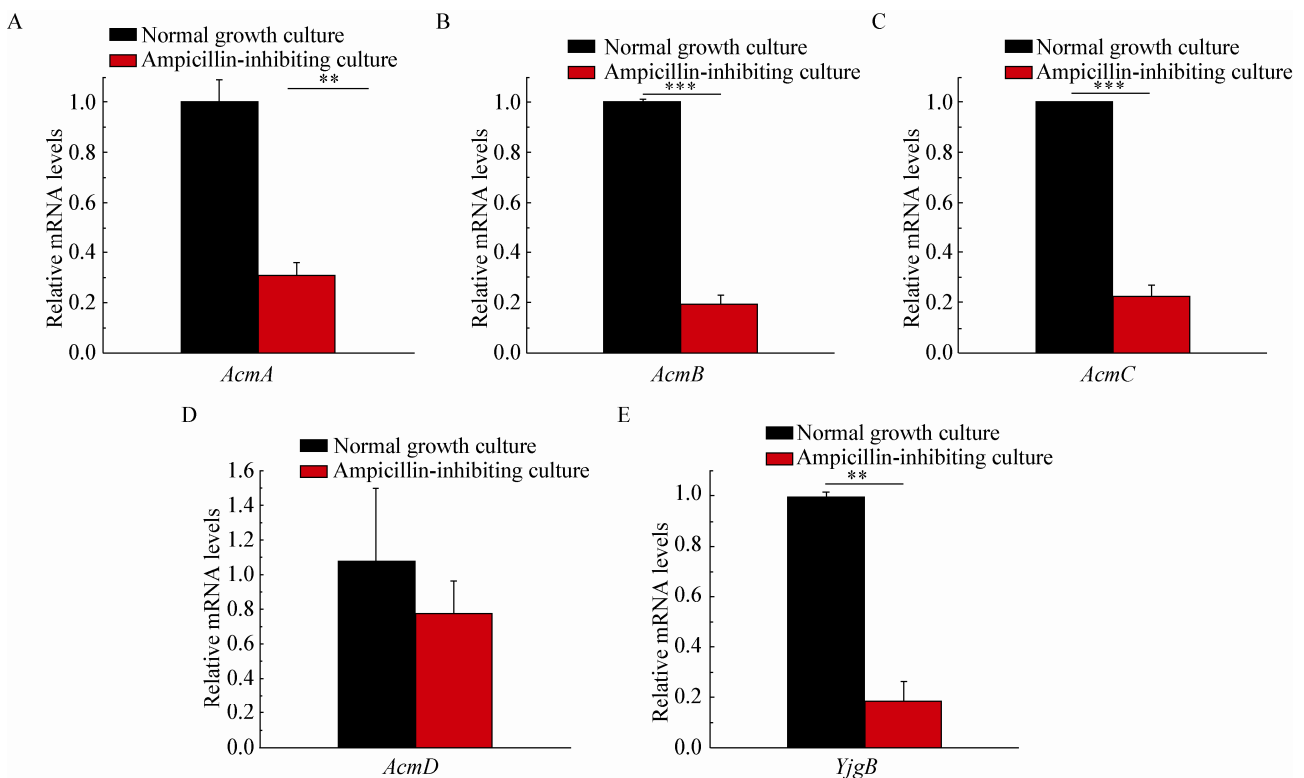 A
Normal growth culture
Ampicillin-inhibiting culture
**
1.0
0.8
0.6
0.4
0.2
0.0
Relative mRNA levels
AcmA
B
Normal growth culture
Ampicillin-inhibiting culture
***
1.0
0.8
0.6
0.4
0.2
0.0
Relative mRNA levels
AcmB
C
Normal growth culture
Ampicillin-inhibiting culture
***
1.0
0.8
0.6
0.4
0.2
0.0
Relative mRNA levels
AcmC
D
Normal growth culture
Ampicillin-inhibiting culture
1.6
1.4
1.2
1.0
0.8
0.6
0.4
0.2
0.0
Relative mRNA levels
AcmD
E
Normal growth culture
Ampicillin-inhibiting culture
**
1.0
0.8
0.6
0.4
0.2
0.0
Relative mRNA levels
YjgB